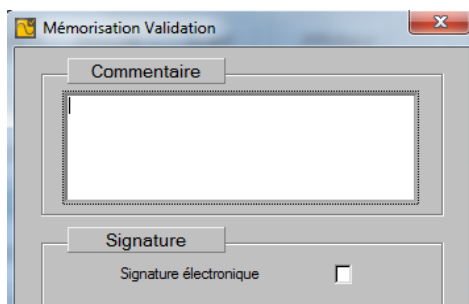 Mémorisation Validation
Commentaire
Signature
Signature électronique